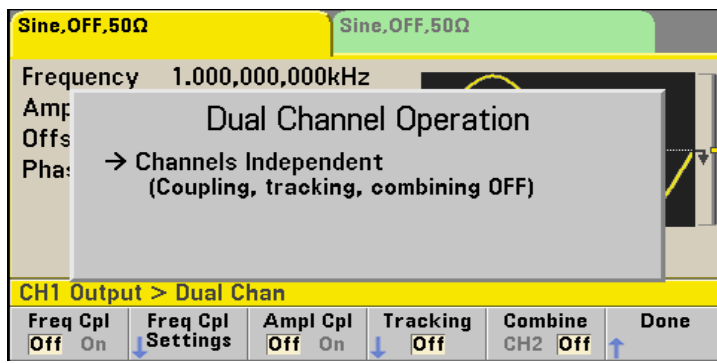 Sine,OFF,50Ω
Sine,OFF,50Ω
Frequency 1.000,000,000kHz
Amp
Offs
Phas
Dual Channel Operation
→ Channels Independent
(Coupling, tracking, combining OFF)
CH1 Output > Dual Chan
Freq Cpl
Off On
Freq Cpl
Settings
Ampl Cpl
Off On
Tracking
Off
Combine
CH2 Off
Done